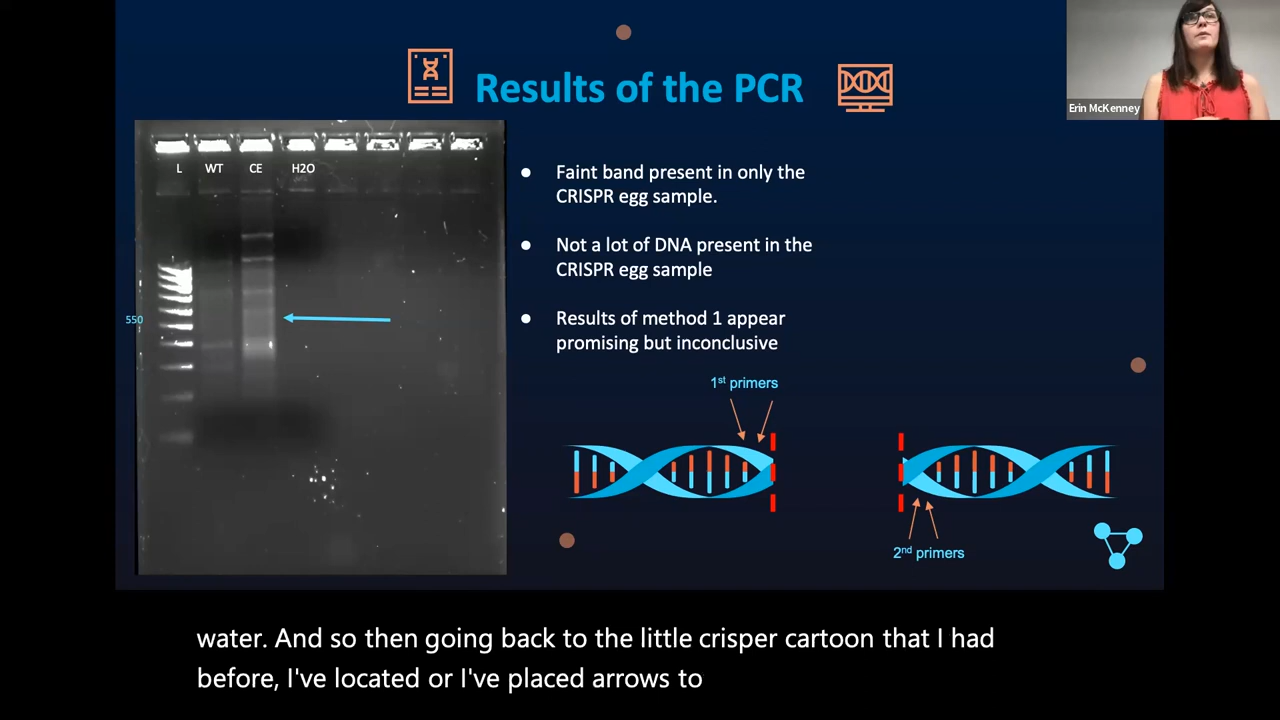 Results of the PCR
Erin McKenney
L WT CE H2O
550
Faint band present in only the
CRISPR egg sample.
Not a lot of DNA present in the
CRISPR egg sample
Results of method 1 appear
promising but inconclusive
1st primers
2nd primers
water. And so then going back to the little crisper cartoon that I had
before, I've located or I've placed arrows to